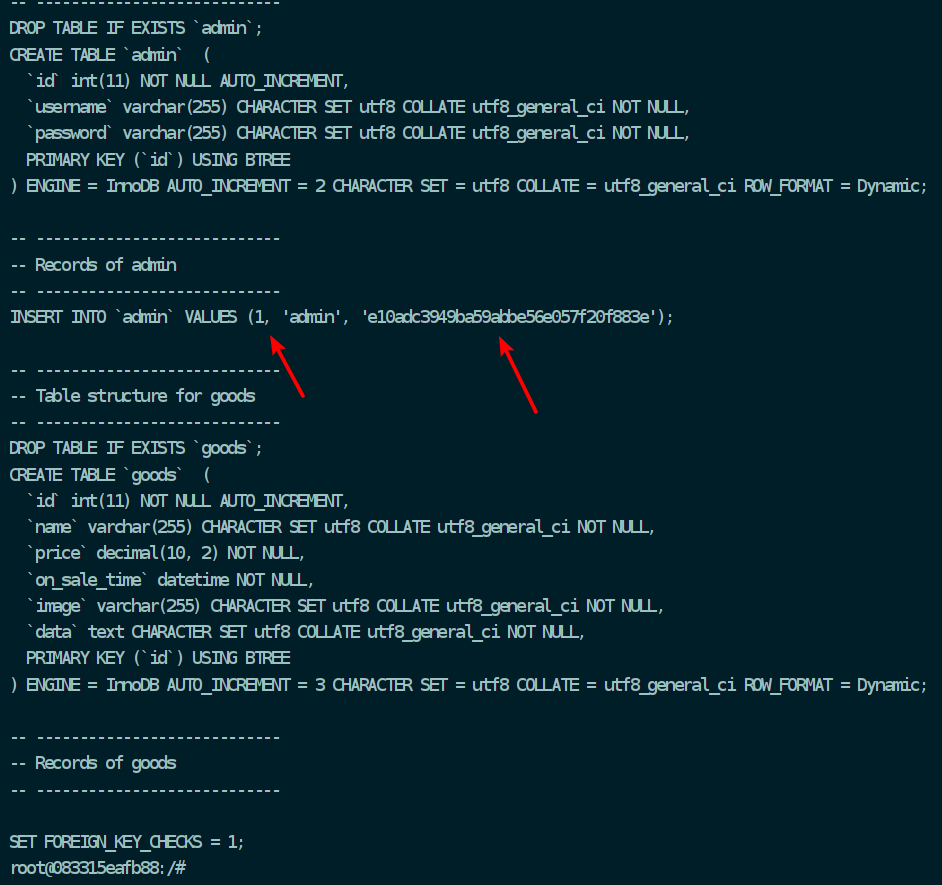 -- ----------------------------
DROP TABLE IF EXISTS `admin`;
CREATE TABLE `admin`  (
  `id` int(11) NOT NULL AUTO_INCREMENT,
  `username` varchar(255) CHARACTER SET utf8 COLLATE utf8_general_ci NOT NULL,
  `password` varchar(255) CHARACTER SET utf8 COLLATE utf8_general_ci NOT NULL,
  PRIMARY KEY (`id`) USING BTREE
) ENGINE = InnoDB AUTO_INCREMENT = 2 CHARACTER SET = utf8 COLLATE = utf8_general_ci ROW_FORMAT = Dynamic;
-- ----------------------------
-- Records of admin
-- ----------------------------
INSERT INTO `admin` VALUES (1, 'admin', 'e10adc3949ba59abbe56e057f20f883e');
-- ----------------------------
-- Table structure for goods
-- ----------------------------
DROP TABLE IF EXISTS `goods`;
CREATE TABLE `goods`  (
  `id` int(11) NOT NULL AUTO_INCREMENT,
  `name` varchar(255) CHARACTER SET utf8 COLLATE utf8_general_ci NOT NULL,
  `price` decimal(10, 2) NOT NULL,
  `on_sale_time` datetime NOT NULL,
  `image` varchar(255) CHARACTER SET utf8 COLLATE utf8_general_ci NOT NULL,
  `data` text CHARACTER SET utf8 COLLATE utf8_general_ci NOT NULL,
  PRIMARY KEY (`id`) USING BTREE
) ENGINE = InnoDB AUTO_INCREMENT = 3 CHARACTER SET = utf8 COLLATE = utf8_general_ci ROW_FORMAT = Dynamic;
-- ----------------------------
-- Records of goods
-- ----------------------------
SET FOREIGN_KEY_CHECKS = 1;
root@083315eafb88:/#